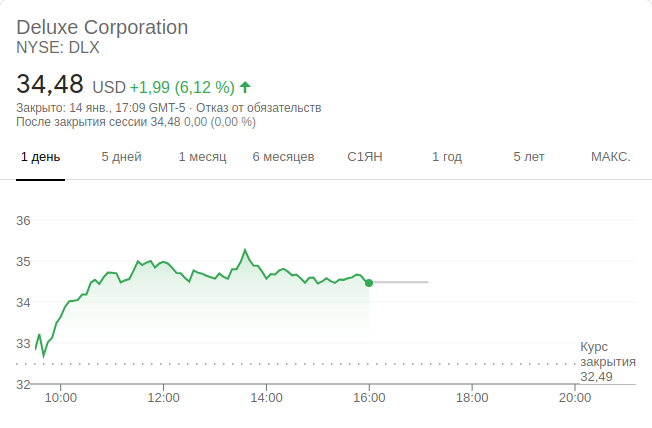 Deluxe Corporation
NYSE: DLX
34,48 USD +1,99 (6,12 %)
Закрыто: 14 янв., 17:09 GMT-5 · Отказ от обязательств
После закрытия сессии 34,48 0,00 (0,00 %)
1 день 5 дней 1 месяц 6 месяцев С1ЯН 1 год 5 лет МАКС.
36
35
34
33
Курс
закрытия
32,49
32
10:00 12:00 14:00 16:00 18:00 20:00